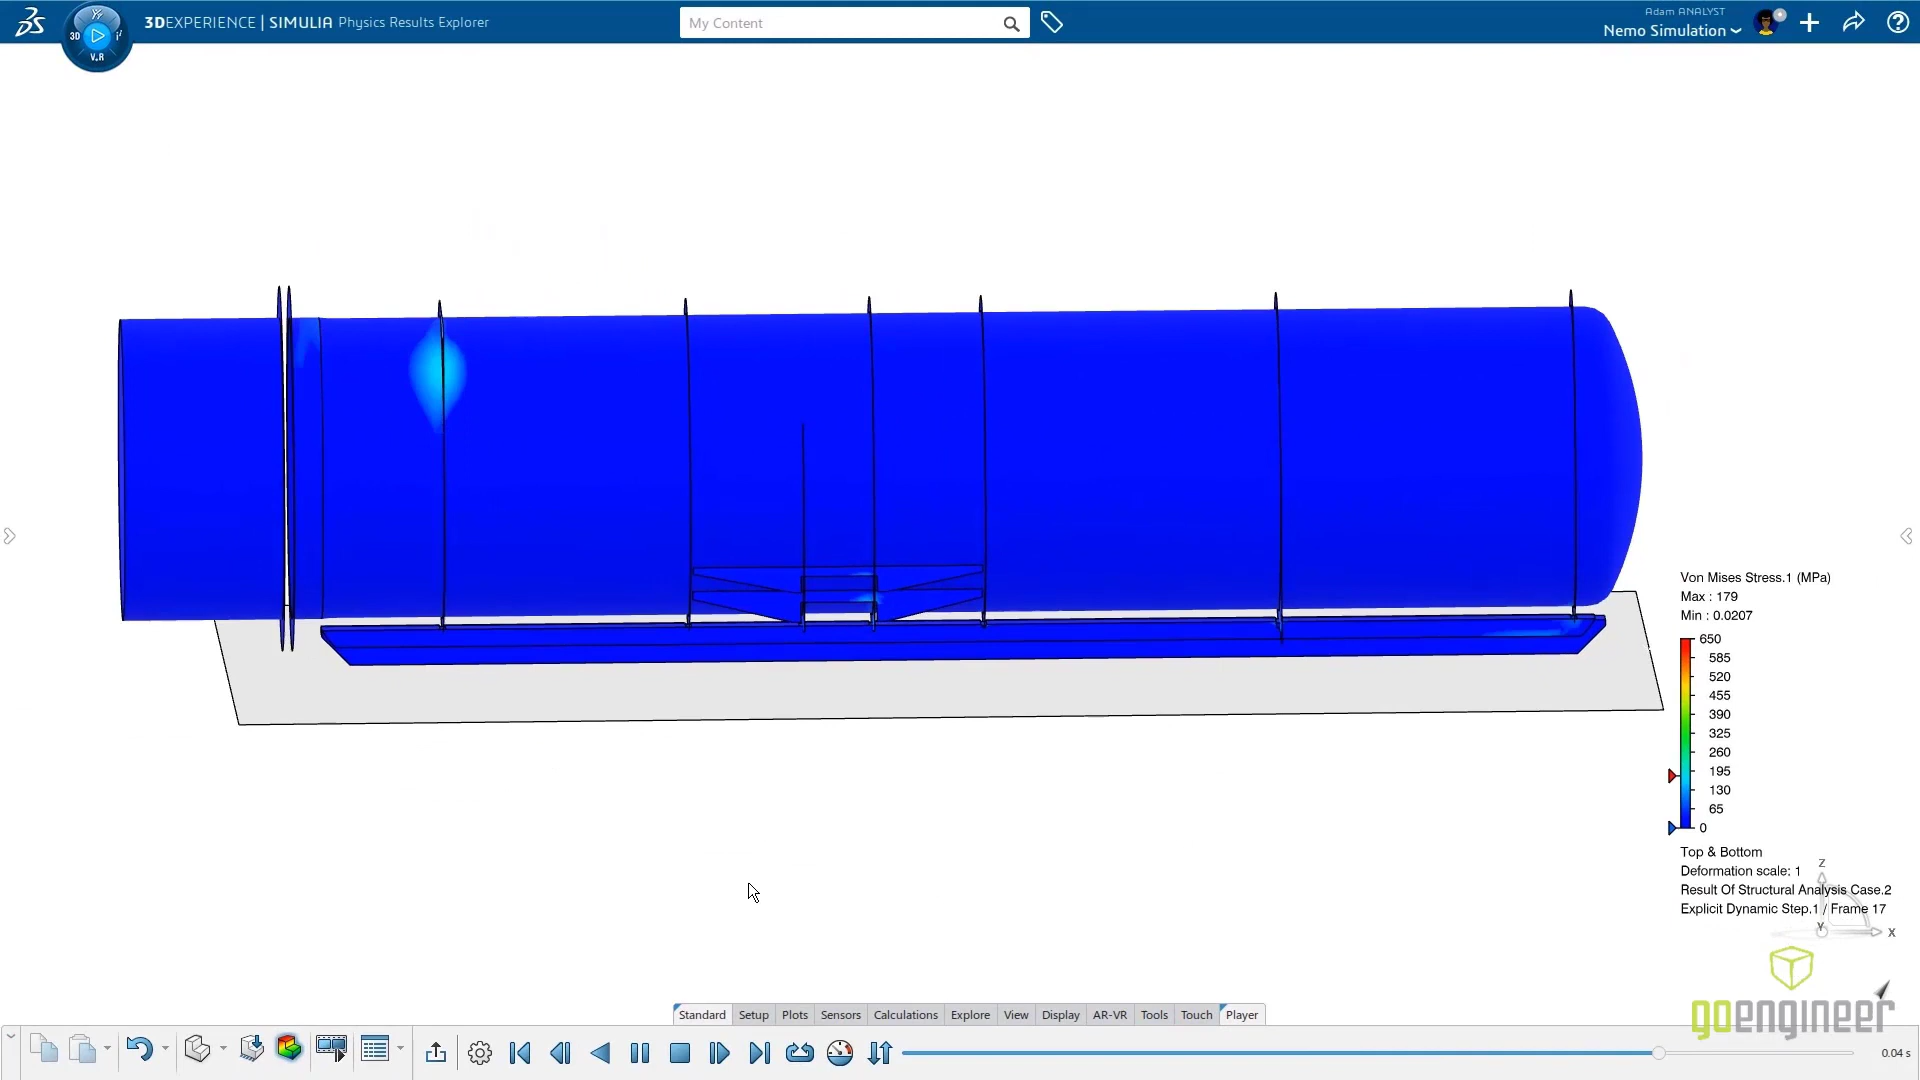 3DEXPERIENCE | SIMULIA Physics Results Explorer
My Content
Adam ANALYST
Nemo Simulation
3D
V.R
Von Mises Stress.1 (MPa)
Max : 179
Min : 0.0207
650
585
520
455
390
325
260
195
130
65
0
Top & Bottom
Deformation scale: 1
Result Of Structural Analysis Case.2
Explicit Dynamic Step.1 / Frame 17
Z
Y
X
goengineer
Standard Setup Plots Sensors Calculations Explore View Display AR-VR Tools Touch Player
0.04 s